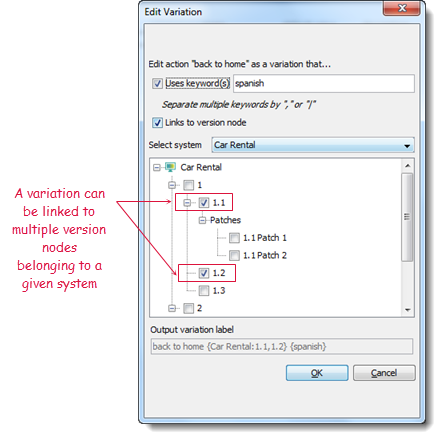 Edit Variation
Edit action "back to home" as a variation that...
Uses keyword(s)
spanish
Separate multiple keywords by "," or "|"
Links to version node
Select system
Car Rental
Car Rental
1
1.1
Patches
1.1 Patch 1
1.1 Patch 2
1.2
1.3
2
A variation can
be linked to
multiple version
nodes
belonging to a
given system
Output variation label
back to home {Car Rental:1.1,1.2} {spanish}
OK
Cancel